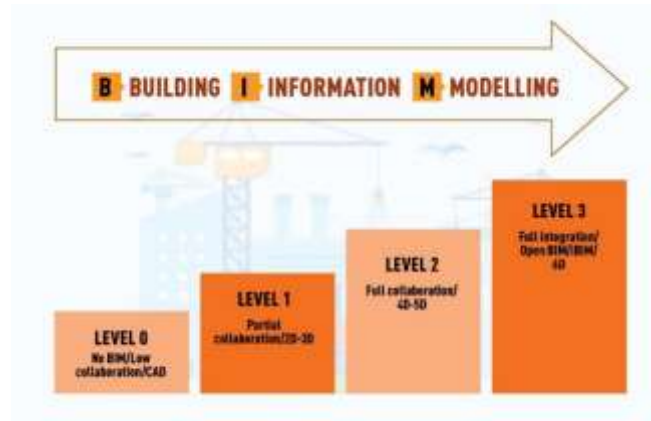 B BUILDING I INFORMATION M MODELLING
LEVEL 0
No BIM/Low
collaboration/CAD
LEVEL 1
Partial
collaboration/2D-3D
LEVEL 2
Full collaboration/
4D-5D
LEVEL 3
Full integration/
Open BIM/iBIM/
6D